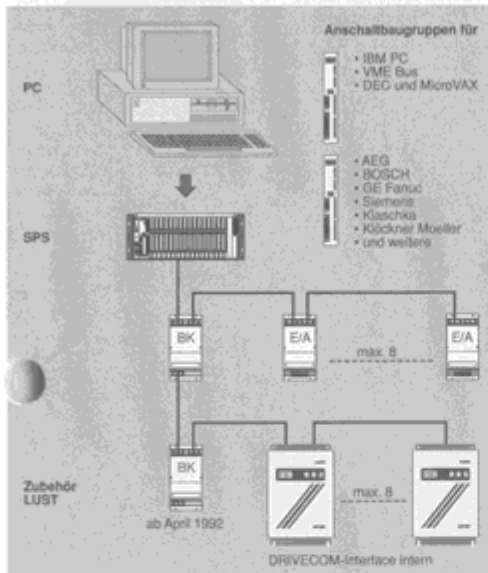 Anschaltbaugruppen für
PC
• IBM PC
• VME Bus
• DEC und MicroVAX
• AEG
• BOSCH
• GE Fanuc
• Siemens
• Klaschka
• Klöckner Moeller
• und weitere
SPS
BK
E/A
E/A
max. 8
BK
max. 8
Zubehör
LUST
ab April 1992
DRIVECOM-Interface intern